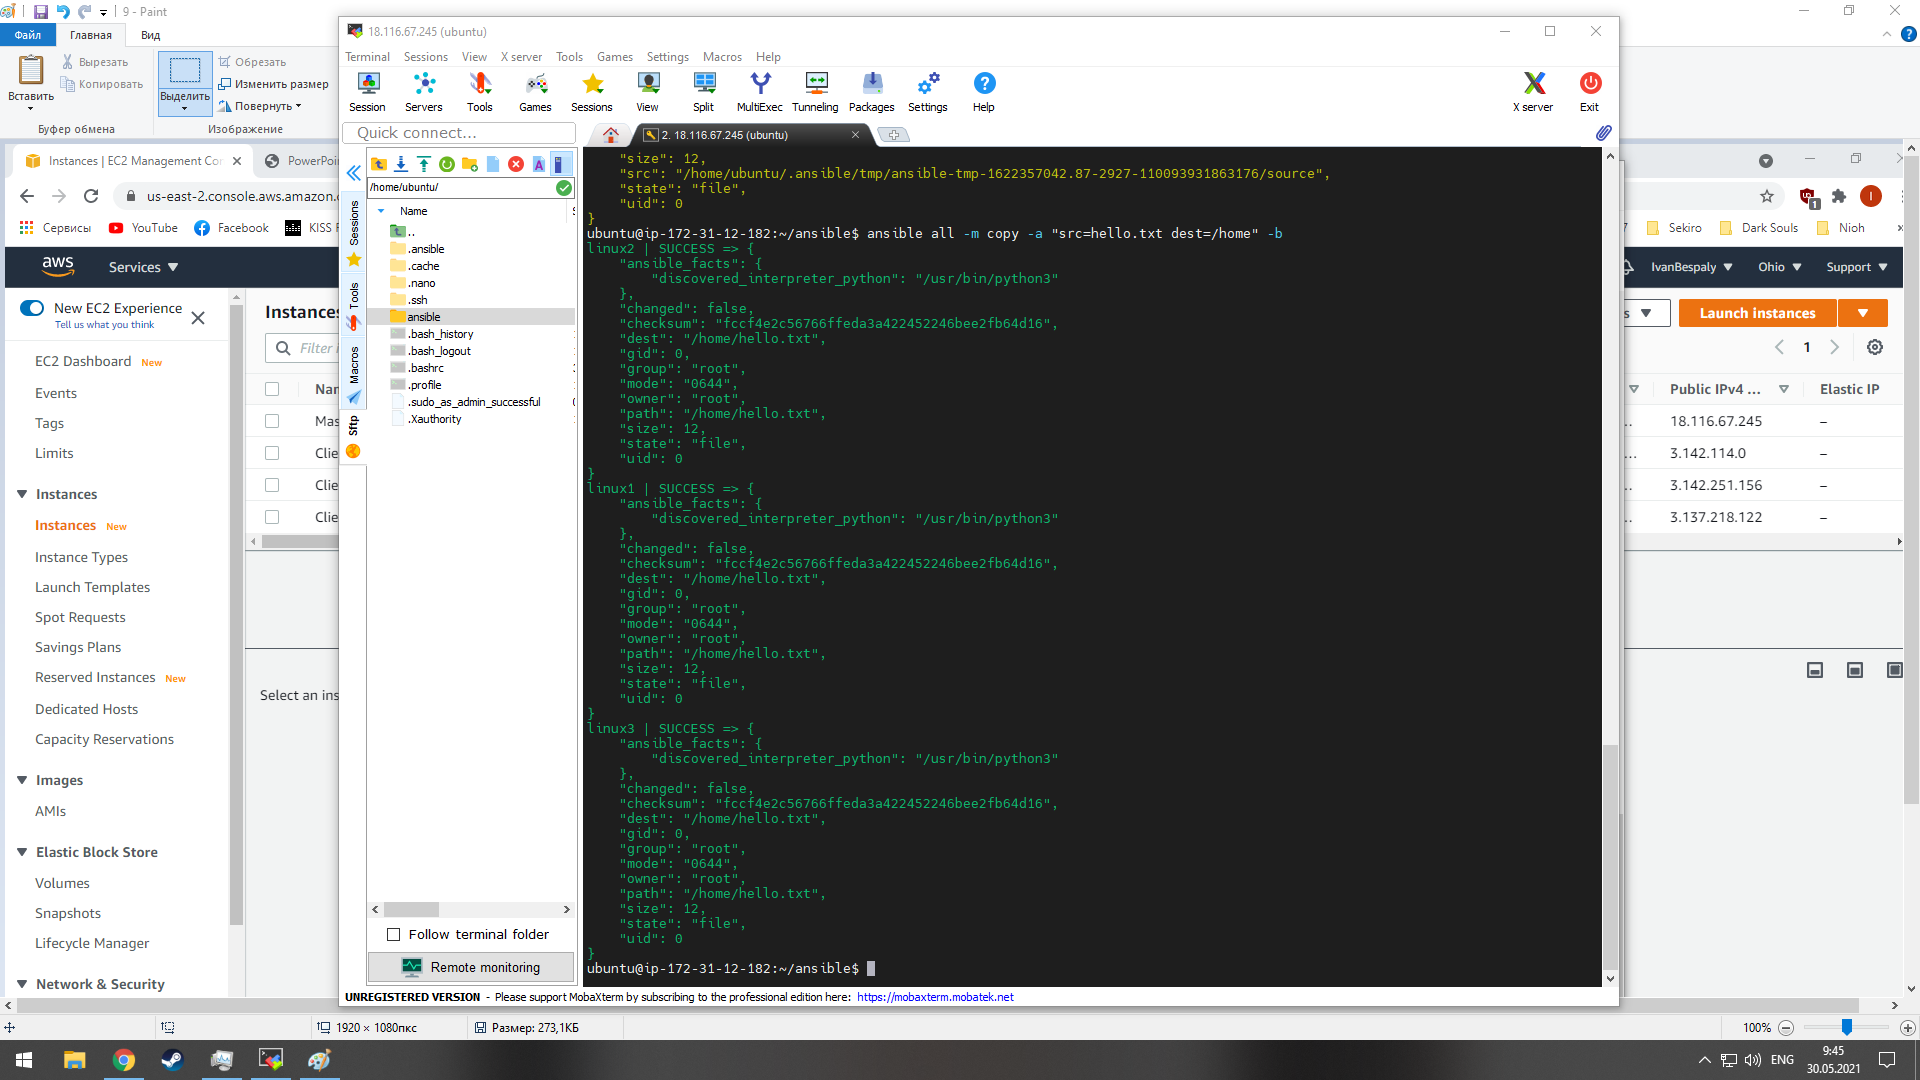 9 - Paint
Файл
Главная
Вид
Вставить
Вырезать
Копировать
Буфер обмена
Выделить
Обрезать
Изменить размер
Повернуть
Изображение
18.116.67.245 (ubuntu)
Terminal Sessions View X server Tools Games Settings Macros Help
Session Servers Tools Games Sessions View Split MultiExec Tunneling Packages Settings Help X server Exit
Quick connect...
2. 18.116.67.245 (ubuntu)
Instances | EC2 Management Con
PowerPoin
us-east-2.console.aws.amazon.c
Сервисы YouTube Facebook KISS
Sekiro Dark Souls Nioh
aws
Services
IvanBespaly Ohio Support
New EC2 Experience
Tell us what you think
EC2 Dashboard New
Events
Tags
Limits
Instances
Instances New
Instance Types
Launch Templates
Spot Requests
Savings Plans
Reserved Instances New
Dedicated Hosts
Capacity Reservations
Images
AMIs
Elastic Block Store
Volumes
Snapshots
Lifecycle Manager
Network & Security
Instances
Filter
Nam
Mas
Clie
Clie
Clie
Select an ins
/home/ubuntu/
Name
..
.ansible
.cache
.nano
.ssh
ansible
.bash_history
.bash_logout
.bashrc
.profile
.sudo_as_admin_successful
.Xauthority
Sessions
Tools
Macros
Sftp
Follow terminal folder
Remote monitoring
"size": 12,
"src": "/home/ubuntu/.ansible/tmp/ansible-tmp-1622357042.87-2927-110093931863176/source",
"state": "file",
"uid": 0
}
ubuntu@ip-172-31-12-182:~/ansible$ ansible all -m copy -a "src=hello.txt dest=/home" -b
linux2 | SUCCESS => {
"ansible_facts": {
"discovered_interpreter_python": "/usr/bin/python3"
},
"changed": false,
"checksum": "fccf4e2c56766ffeda3a422452246bee2fb64d16",
"dest": "/home/hello.txt",
"gid": 0,
"group": "root",
"mode": "0644",
"owner": "root",
"path": "/home/hello.txt",
"size": 12,
"state": "file",
"uid": 0
}
linux1 | SUCCESS => {
"ansible_facts": {
"discovered_interpreter_python": "/usr/bin/python3"
},
"changed": false,
"checksum": "fccf4e2c56766ffeda3a422452246bee2fb64d16",
"dest": "/home/hello.txt",
"gid": 0,
"group": "root",
"mode": "0644",
"owner": "root",
"path": "/home/hello.txt",
"size": 12,
"state": "file",
"uid": 0
}
linux3 | SUCCESS => {
"ansible_facts": {
"discovered_interpreter_python": "/usr/bin/python3"
},
"changed": false,
"checksum": "fccf4e2c56766ffeda3a422452246bee2fb64d16",
"dest": "/home/hello.txt",
"gid": 0,
"group": "root",
"mode": "0644",
"owner": "root",
"path": "/home/hello.txt",
"size": 12,
"state": "file",
"uid": 0
}
ubuntu@ip-172-31-12-182:~/ansible$
Launch instances
1
Public IPv4 ... Elastic IP
18.116.67.245 –
3.142.114.0 –
3.142.251.156 –
3.137.218.122 –
UNREGISTERED VERSION - Please support MobaXterm by subscribing to the professional edition here: https://mobaxterm.mobatek.net
1920 × 1080пкс
Размер: 273,1КБ
100%
ENG
9:45
30.05.2021